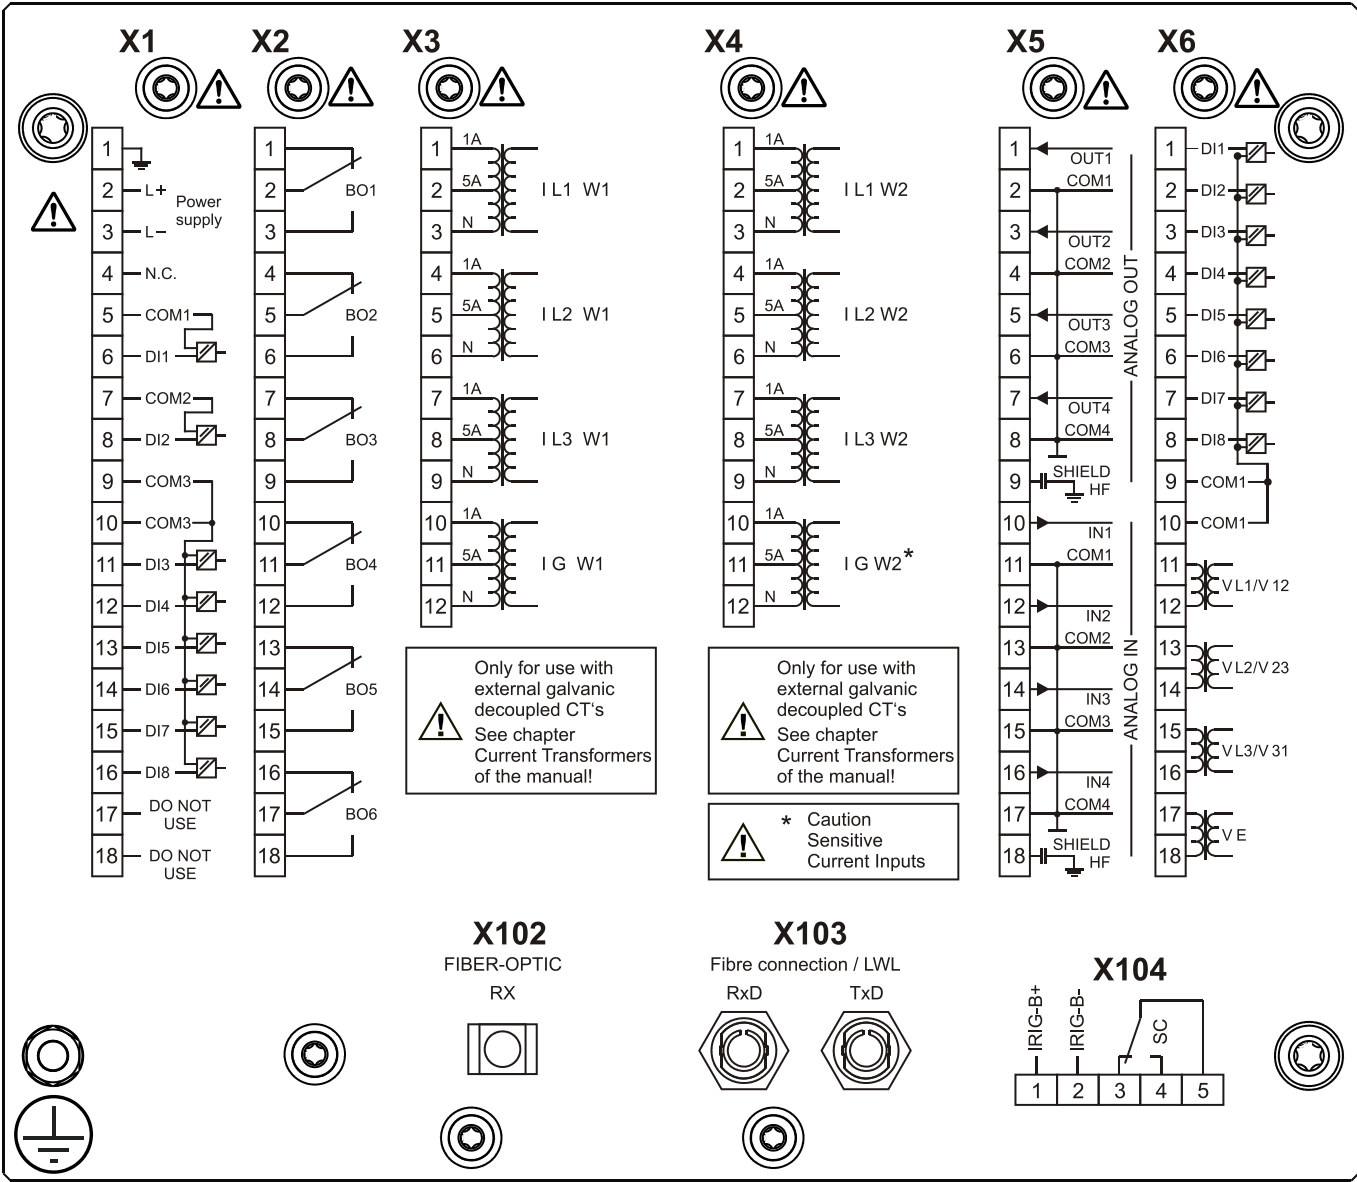 X1
X2
X3
X4
X5
X6
1
2 L+
Power
supply
3 L–
4 N.C.
5 COM1
6 DI1
7 COM2
8 DI2
9 COM3
10 COM3
11 DI3
12 DI4
13 DI5
14 DI6
15 DI7
16 DI8
17 DO NOT
USE
18 DO NOT
USE
1
2 BO1
3
4
5 BO2
6
7
8 BO3
9
10
11 BO4
12
13
14 BO5
15
16
17 BO6
18
1 1A
2 5A I L1 W1
3 N
4 1A
5 5A I L2 W1
6 N
7 1A
8 5A I L3 W1
9 N
10 1A
11 5A I G W1
12 N
Only for use with
external galvanic
decoupled CT's
See chapter
Current Transformers
of the manual!
1 1A
2 5A I L1 W2
3 N
4 1A
5 5A I L2 W2
6 N
7 1A
8 5A I L3 W2
9 N
10 1A
11 5A I G W2*
12 N
Only for use with
external galvanic
decoupled CT's
See chapter
Current Transformers
of the manual!
* Caution
Sensitive
Current Inputs
1 OUT1
2 COM1
3 OUT2
4 COM2
5 OUT3
6 COM3
7 OUT4
8 COM4
9 SHIELD
HF
ANALOG OUT
10 IN1
11 COM1
12 IN2
13 COM2
14 IN3
15 COM3
16 IN4
17 COM4
18 SHIELD
HF
ANALOG IN
1 DI1
2 DI2
3 DI3
4 DI4
5 DI5
6 DI6
7 DI7
8 DI8
9 COM1
10 COM1
11
V L1/V 12
12
13
V L2/V 23
14
15
V L3/V 31
16
17
V E
18
X102
FIBER-OPTIC
RX
X103
Fibre connection / LWL
RxD TxD
X104
IRIG-B+
IRIG-B-
SC
1 2 3 4 5